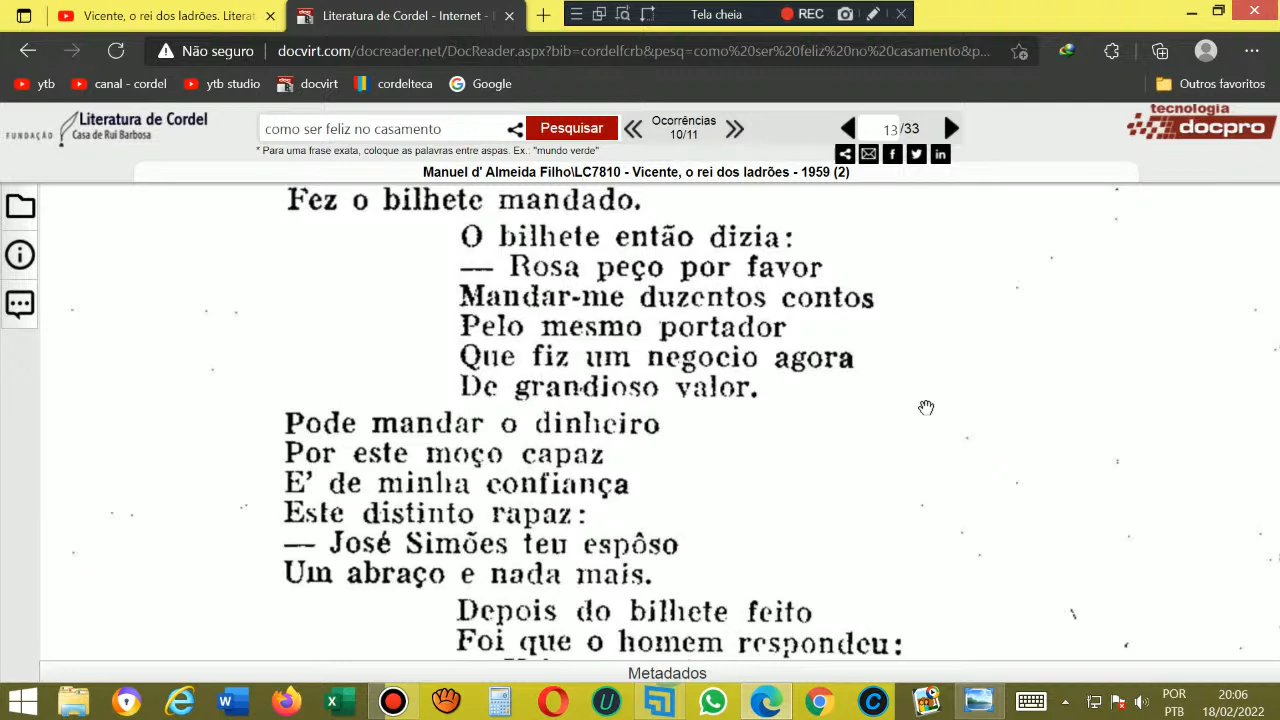 Vicente, o rei dos ladrões. Literat
Literatura de Cordel - Internet - I
Tela cheia
REC
Não seguro
docvirt.com/docreader.net/DocReader.aspx?bib=cordelfcrb&pesq=como%20ser%20feliz%20no%20casamento&p...
ytb
canal - cordel
ytb studio
docvirt
cordelteca
Google
Outros favoritos
FUNDAÇÃO
Literatura de Cordel
Casa de Rui Barbosa
como ser feliz no casamento
Pesquisar
Ocorrências
10/11
13/33
tecnologia
docpro
* Para uma frase exata, coloque as palavras entre aspas. Ex.: "mundo verde"
Manuel d' Almeida Filho\LC7810 - Vicente, o rei dos ladrões - 1959 (2)
Fez o bilhete mandado.
O bilhete então dizia:
— Rosa peço por favor
Mandar-me duzentos contos
Pelo mesmo portador
Que fiz um negocio agora
De grandioso valor.
Pode mandar o dinheiro
Por este moço capaz
E' de minha confiança
Este distinto rapaz:
— José Simões teu espôso
Um abraço e nada mais.
Depois do bilhete feito
Foi que o homem respondeu:
Metadados
POR
PTB
20:06
18/02/2022